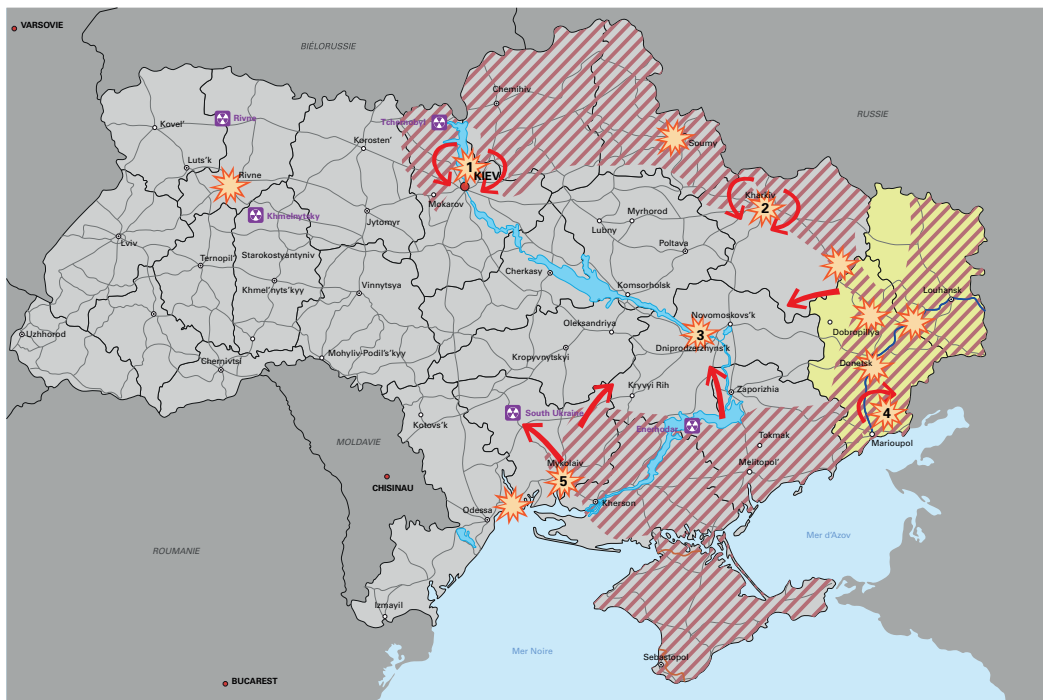 VARSOVIE
BIÉLORUSSIE
RUSSIE
Chernihiv
Kovel'
Rivne
Tchernobyl
Korosten'
Soumy
Luts'k
Rivne
1
KIEV
Kharkiv
2
Mokarov
Khmelnytsky
Jytomyr
Myrhorod
Lubny
Lviv
Poltava
Ternopil'
Starokostyantyniv
Cherkasy
Khmel'nyts'kyy
Vinnytsya
Komsorholsk
Louhansk
Uzhhorod
Novomoskovs'k
Oleksandriya
Dobropillya
3
Dniprodzerzhyns'k
Mohyliv-Podil's'kyy
Kropyvnytskyi
Chernivtsi
Donetsk
Kryvyi Rih
Zaporizhia
South Ukraine
4
Kotovs'k
Enerhodar
Tokmak
MOLDAVIE
Marioupol
Mykolaiv
Melitopol'
CHISINAU
5
Kherson
Odessa
Mer d'Azov
ROUMANIE
Izmayil
Mer Noire
Sebastopol
BUCAREST